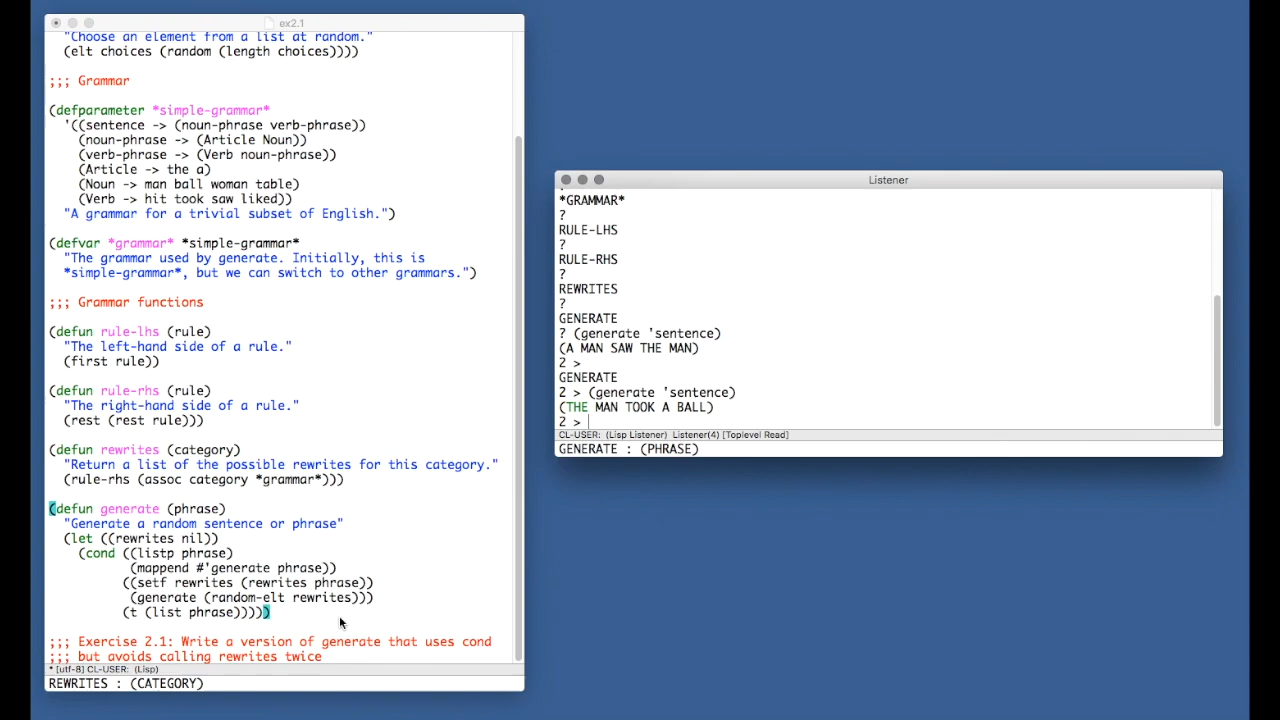 ex2.1
"Choose an element from a list at random."
(elt choices (random (length choices))))
;;; Grammar
(defparameter *simple-grammar*
'((sentence -> (noun-phrase verb-phrase))
(noun-phrase -> (Article Noun))
(verb-phrase -> (Verb noun-phrase))
(Article -> the a)
(Noun -> man ball woman table)
(Verb -> hit took saw liked))
"A grammar for a trivial subset of English.")
(defvar *grammar* *simple-grammar*
"The grammar used by generate. Initially, this is
*simple-grammar*, but we can switch to other grammars.")
;;; Grammar functions
(defun rule-lhs (rule)
"The left-hand side of a rule."
(first rule))
(defun rule-rhs (rule)
"The right-hand side of a rule."
(rest (rest rule)))
(defun rewrites (category)
"Return a list of the possible rewrites for this category."
(rule-rhs (assoc category *grammar*)))
(defun generate (phrase)
"Generate a random sentence or phrase"
(let ((rewrites nil))
(cond ((listp phrase)
(mappend #'generate phrase))
((setf rewrites (rewrites phrase))
(generate (random-elt rewrites)))
(t (list phrase)))))
;;; Exercise 2.1: Write a version of generate that uses cond
;;; but avoids calling rewrites twice
* [utf-8] CL-USER: (Lisp)
REWRITES : (CATEGORY)
Listener
*GRAMMAR*
?
RULE-LHS
?
RULE-RHS
?
REWRITES
?
GENERATE
? (generate 'sentence)
(A MAN SAW THE MAN)
2 >
GENERATE
2 > (generate 'sentence)
(THE MAN TOOK A BALL)
2 >
CL-USER: (Lisp Listener) Listener(4) [Toplevel Read]
GENERATE : (PHRASE)